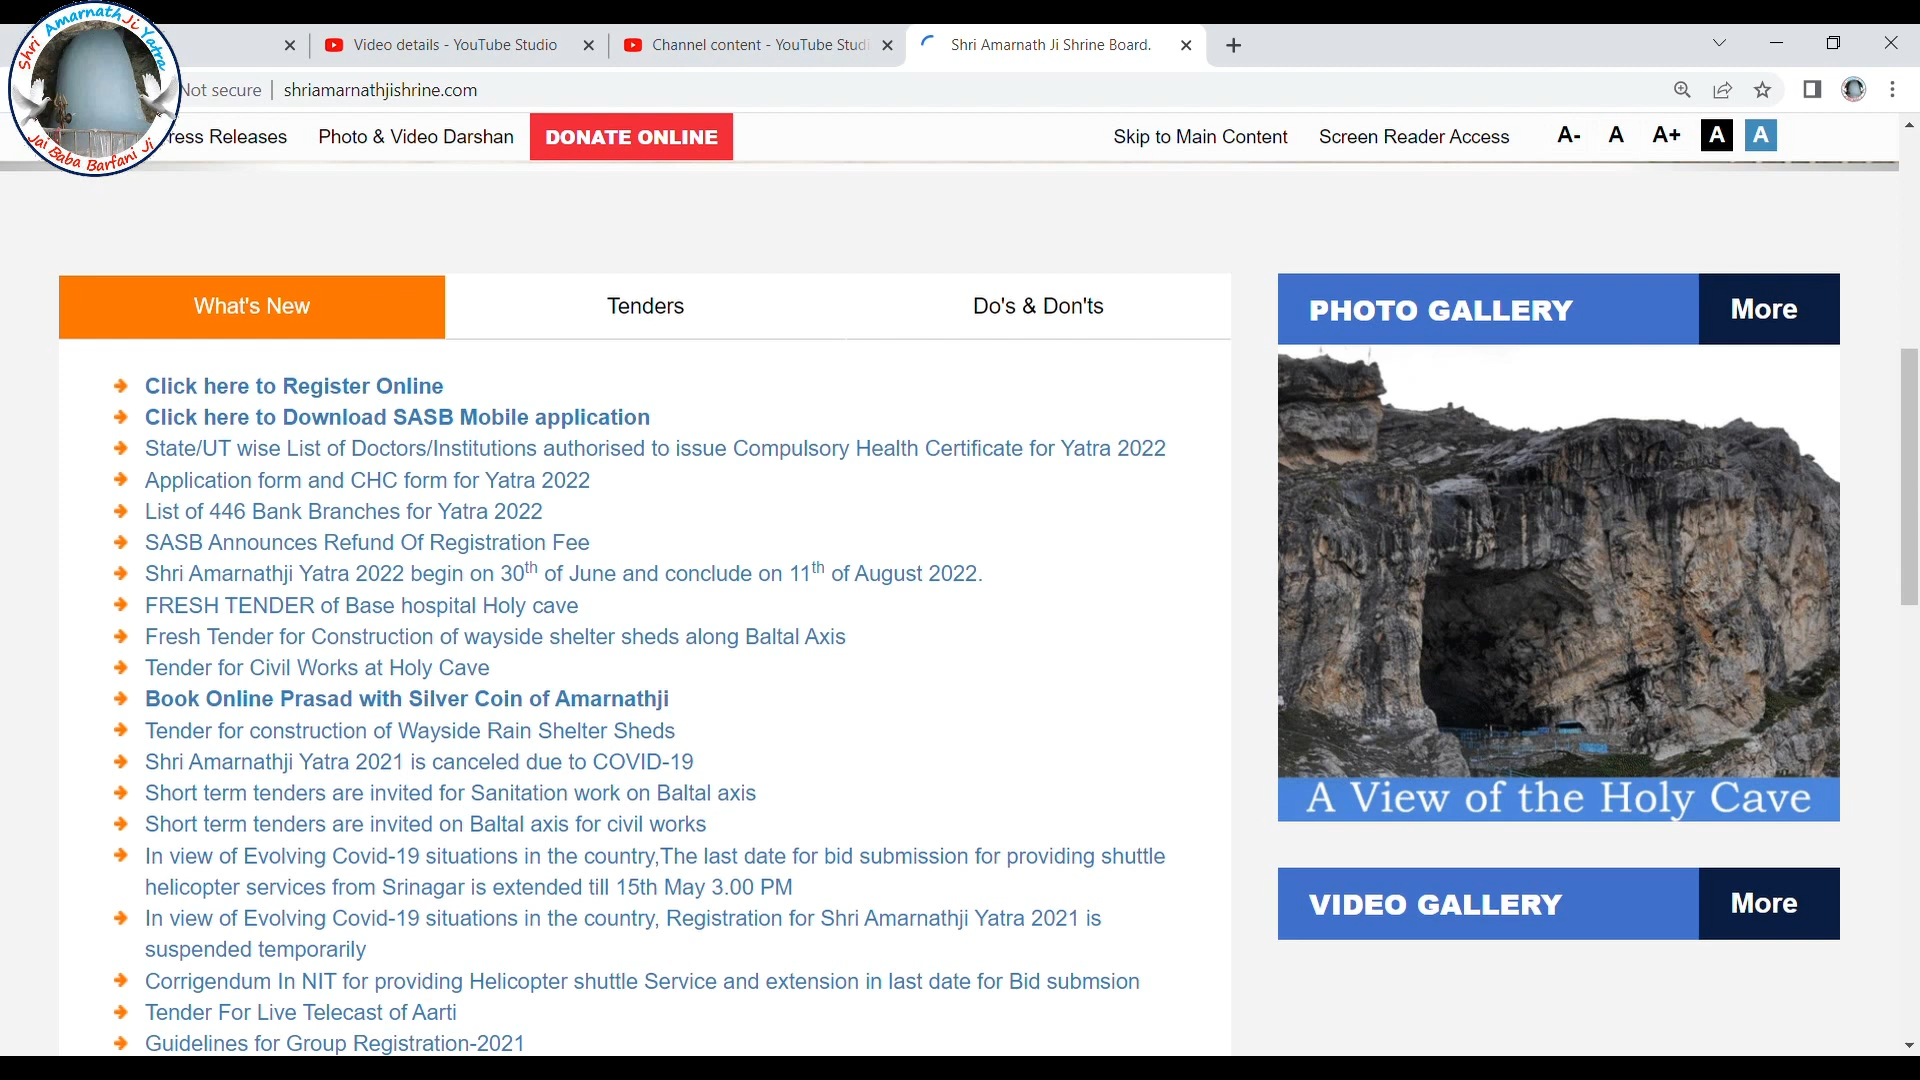 Shri Amarnath Ji Yatra
Jai Baba Barfani Ji
Video details - YouTube Studio
Channel content - YouTube Studi
Shri Amarnath Ji Shrine Board.
Not secure
shriamarnathjishrine.com
ress Releases
Photo & Video Darshan
DONATE ONLINE
Skip to Main Content
Screen Reader Access
A- A A+ A A
What's New
Tenders
Do's & Don'ts
Click here to Register Online
Click here to Download SASB Mobile application
State/UT wise List of Doctors/Institutions authorised to issue Compulsory Health Certificate for Yatra 2022
Application form and CHC form for Yatra 2022
List of 446 Bank Branches for Yatra 2022
SASB Announces Refund Of Registration Fee
Shri Amarnathji Yatra 2022 begin on 30th of June and conclude on 11th of August 2022.
FRESH TENDER of Base hospital Holy cave
Fresh Tender for Construction of wayside shelter sheds along Baltal Axis
Tender for Civil Works at Holy Cave
Book Online Prasad with Silver Coin of Amarnathji
Tender for construction of Wayside Rain Shelter Sheds
Shri Amarnathji Yatra 2021 is canceled due to COVID-19
Short term tenders are invited for Sanitation work on Baltal axis
Short term tenders are invited on Baltal axis for civil works
In view of Evolving Covid-19 situations in the country,The last date for bid submission for providing shuttle
helicopter services from Srinagar is extended till 15th May 3.00 PM
In view of Evolving Covid-19 situations in the country, Registration for Shri Amarnathji Yatra 2021 is
suspended temporarily
Corrigendum In NIT for providing Helicopter shuttle Service and extension in last date for Bid submsion
Tender For Live Telecast of Aarti
Guidelines for Group Registration-2021
PHOTO GALLERY
More
A View of the Holy Cave
VIDEO GALLERY
More